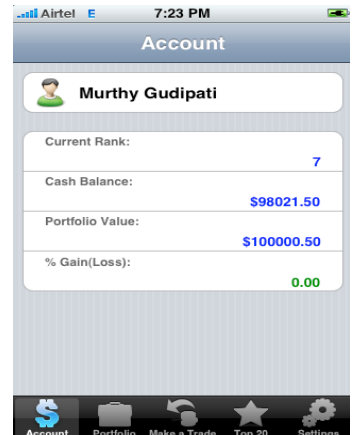 Airtel E 7:23 PM
Account
Murthy Gudipati
Current Rank:
7
Cash Balance:
$98021.50
Portfolio Value:
$100000.50
% Gain(Loss):
0.00
Account Portfolio Make a Trade Top 20 Settings